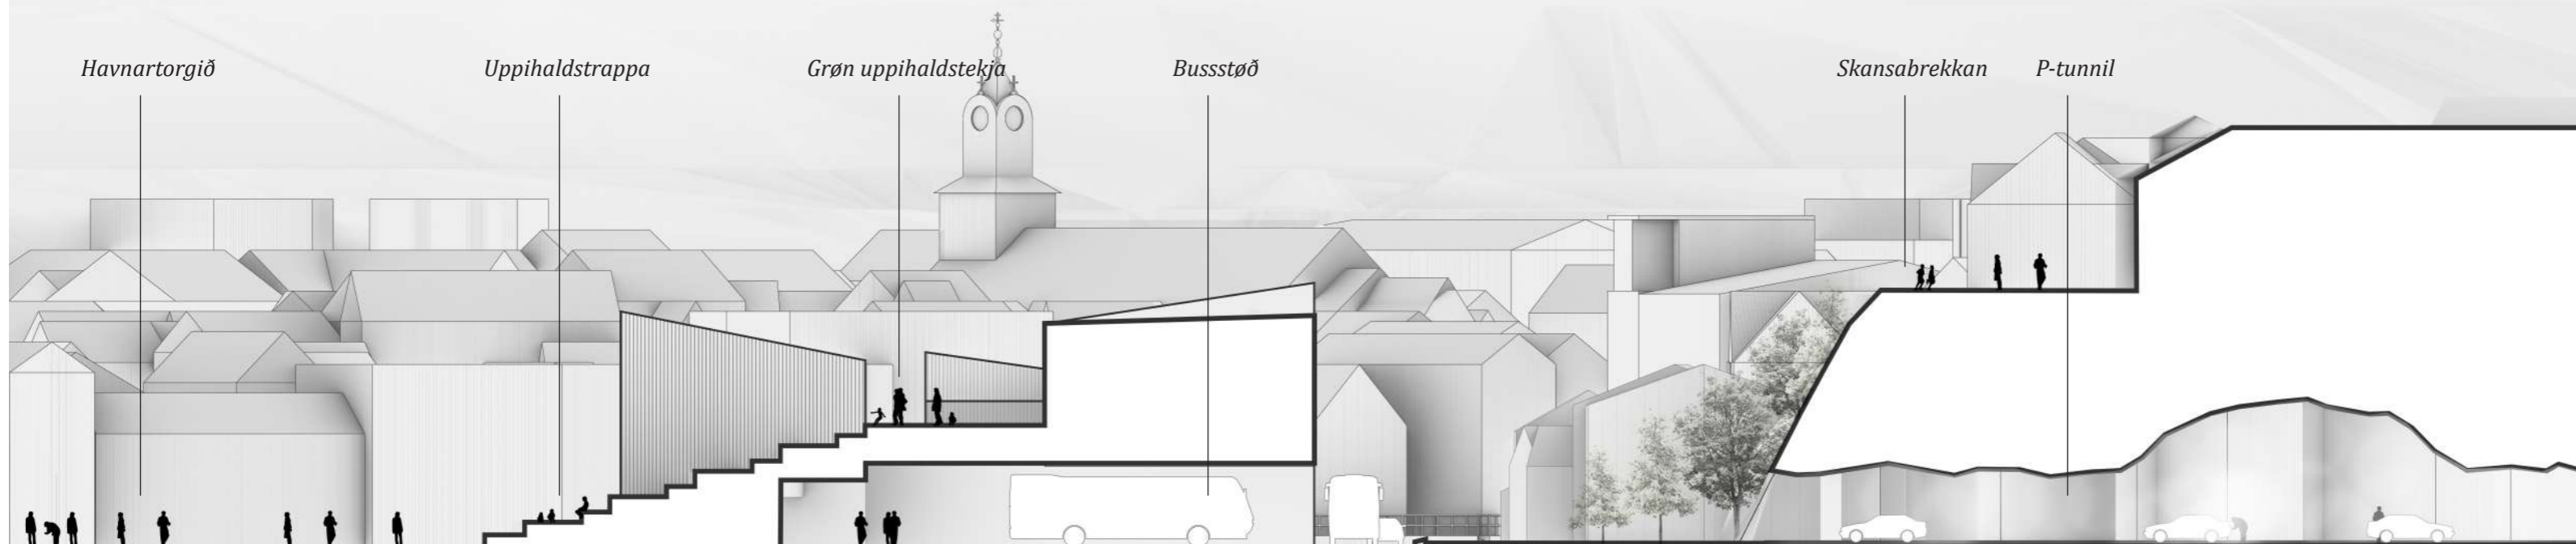 Havnartorgið
Uppihaldstrappa
Grøn uppihaldstekja
Bussstøð
Skansabrekkan
P-tunnil